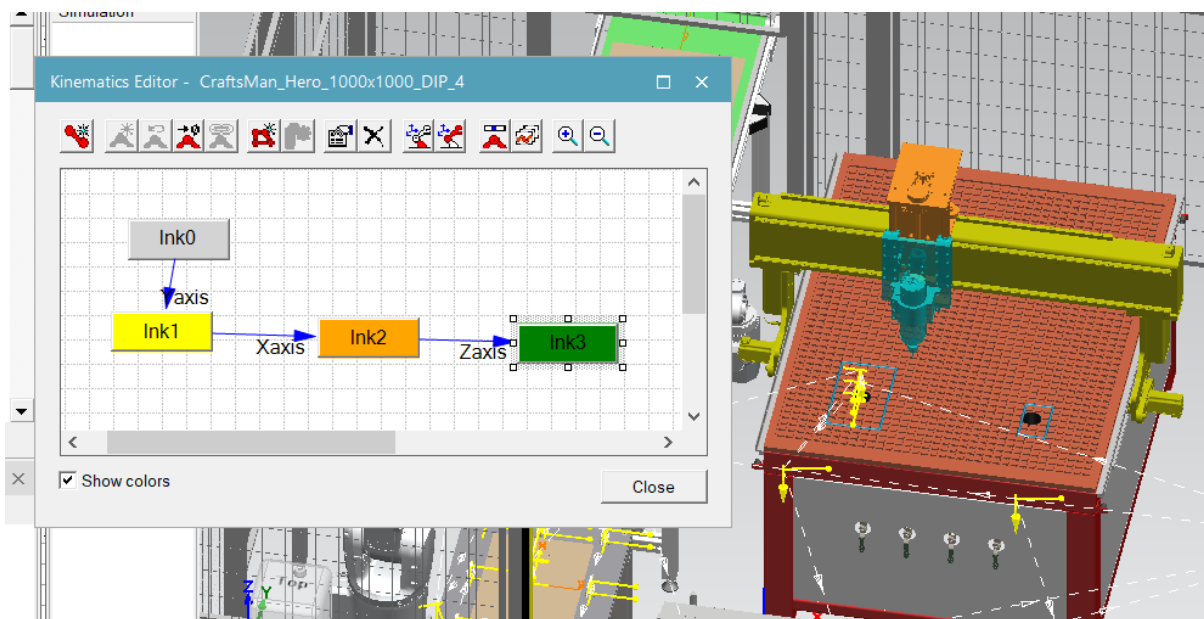 Simulation
Kinematics Editor - CraftsMan_Hero_1000x1000_DIP_4
lnk0
Yaxis
lnk1
Xaxis
lnk2
Zaxis
lnk3
Show colors
Close
Top
Z
Y